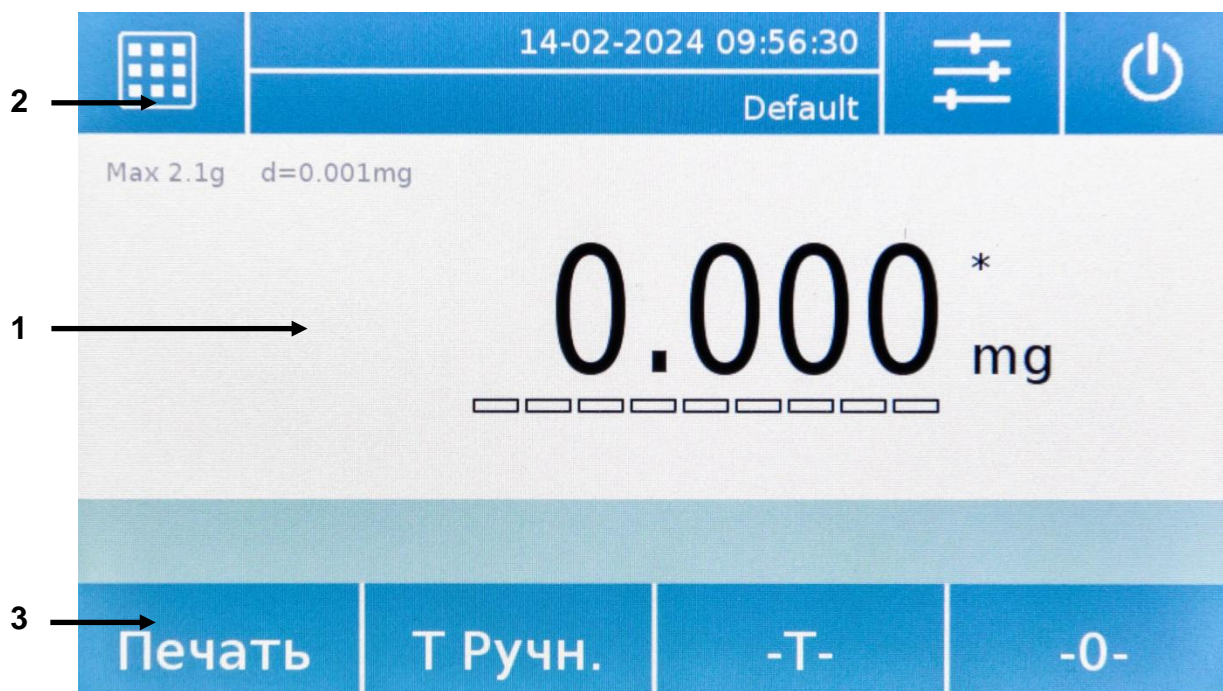 14-02-2024 09:56:30
2
Default
Max 2.1g d=0.001mg
*
1
0.000 mg
3
Печать Т Ручн. -T- -0-